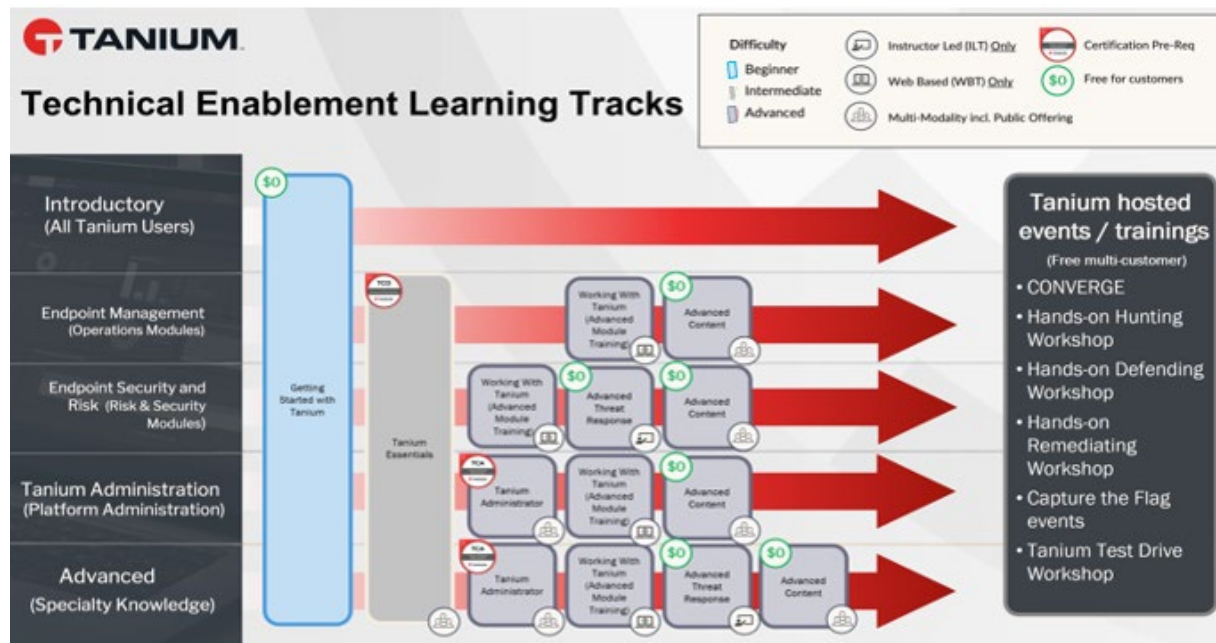 TANIUM
Technical Enablement Learning Tracks
Difficulty
Beginner
Intermediate
Advanced
Instructor Led (ILT) Only
Web Based (WBT) Only
Multi-Modality incl. Public Offering
Certification Pre-Req
$0
Free for customers
Introductory
(All Tanium Users)
Endpoint Management
(Operations Modules)
Endpoint Security and
Risk (Risk & Security
Modules)
Tanium Administration
(Platform Administration)
Advanced
(Specialty Knowledge)
$0
Getting
Started with
Tanium
TCO
Tanium
Essentials
Working With
Tanium
(Advanced
Module
Training)
$0
Advanced
Content
Working With
Tanium
(Advanced
Module
Training)
$0
Advanced
Threat
Response
$0
Advanced
Content
TCA
Tanium
Administrator
Working With
Tanium
(Advanced
Module
Training)
$0
Advanced
Content
TCA
Tanium
Administrator
Working With
Tanium
(Advanced
Module
Training)
$0
Advanced
Threat
Response
$0
Advanced
Content
Tanium hosted
events / trainings
(Free multi-customer)
• CONVERGE
• Hands-on Hunting
Workshop
• Hands-on Defending
Workshop
• Hands-on
Remediating
Workshop
• Capture the Flag
events
• Tanium Test Drive
Workshop